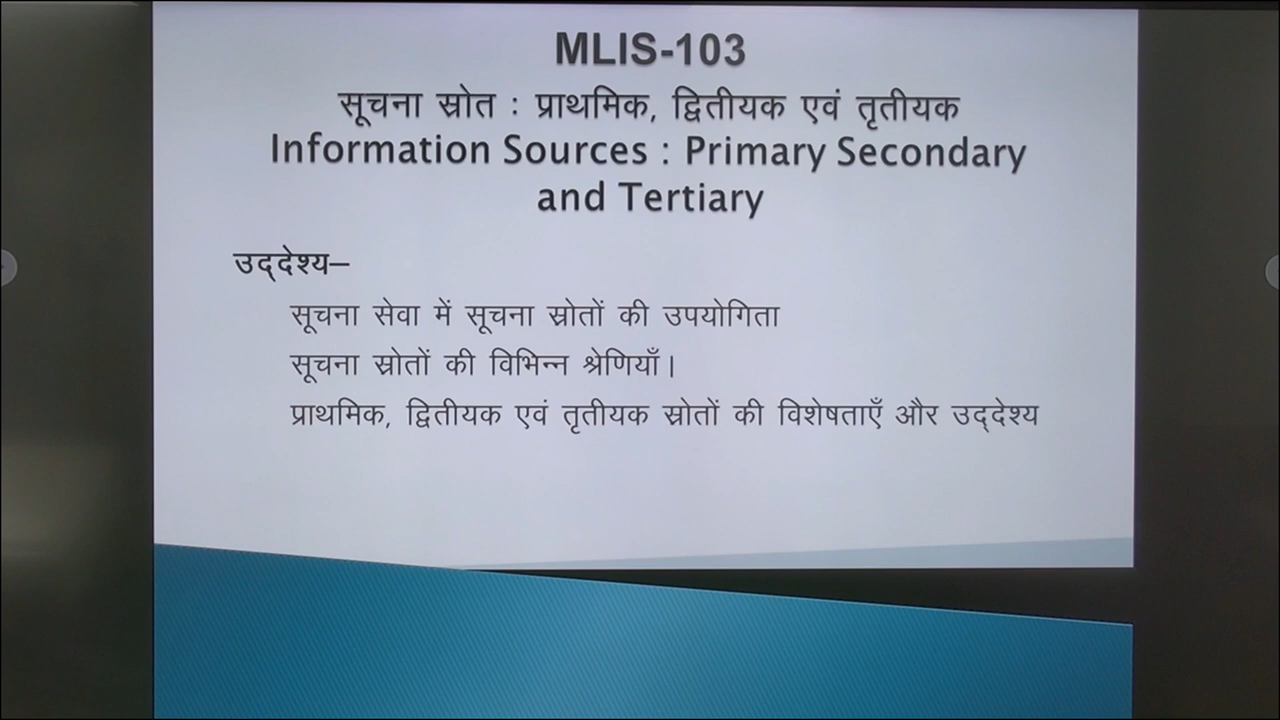 MLIS-103
सूचना स्रोत : प्राथमिक, द्वितीयक एवं तृतीयक
Information Sources : Primary Secondary
and Tertiary
उद्देश्य–
सूचना सेवा में सूचना स्रोतों की उपयोगिता
सूचना स्रोतों की विभिन्न श्रेणियाँ।
प्राथमिक, द्वितीयक एवं तृतीयक स्रोतों की विशेषताएँ और उद्देश्य